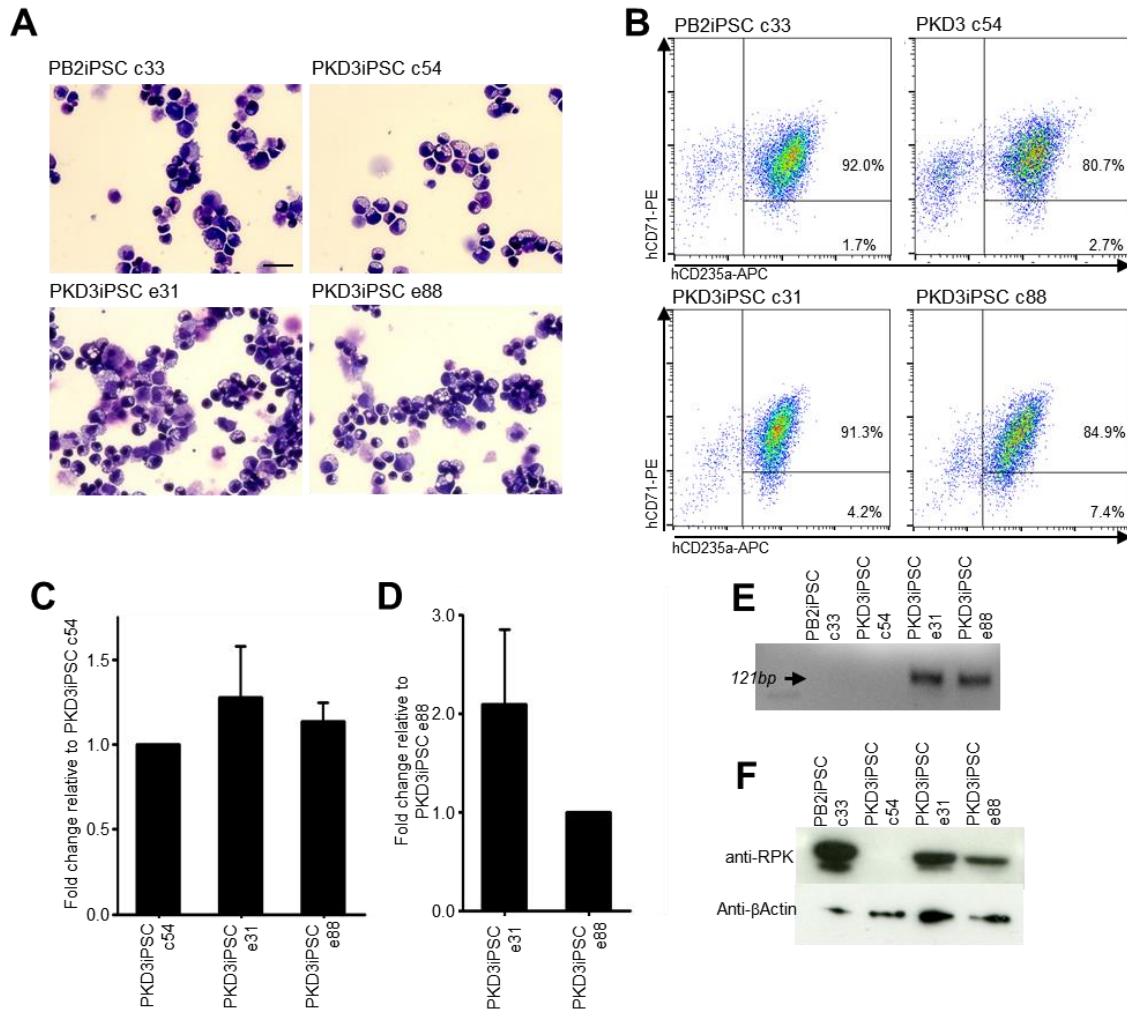 A
PB2iPSC c33
PKD3iPSC c54
PKD3iPSC e31
PKD3iPSC e88
B
PB2iPSC c33
PKD3 c54
92.0%
1.7%
80.7%
2.7%
hCD71-PE
hCD235a-APC
PKD3iPSC c31
PKD3iPSC c88
91.3%
4.2%
84.9%
7.4%
hCD71-PE
hCD235a-APC
C
Fold change relative to PKD3iPSC c54
1.5
1.0
0.5
0.0
PKD3iPSC
c54
PKD3iPSC
e31
PKD3iPSC
e88
D
Fold change relative to
PKD3iPSC e88
3.0
2.0
1.0
0.0
PKD3iPSC
e31
PKD3iPSC
e88
E
PB2iPSC
c33
PKD3iPSC
c54
PKD3iPSC
e31
PKD3iPSC
e88
121bp
F
PB2iPSC
c33
PKD3iPSC
c54
PKD3iPSC
e31
PKD3iPSC
e88
anti-RPK
Anti-βActin